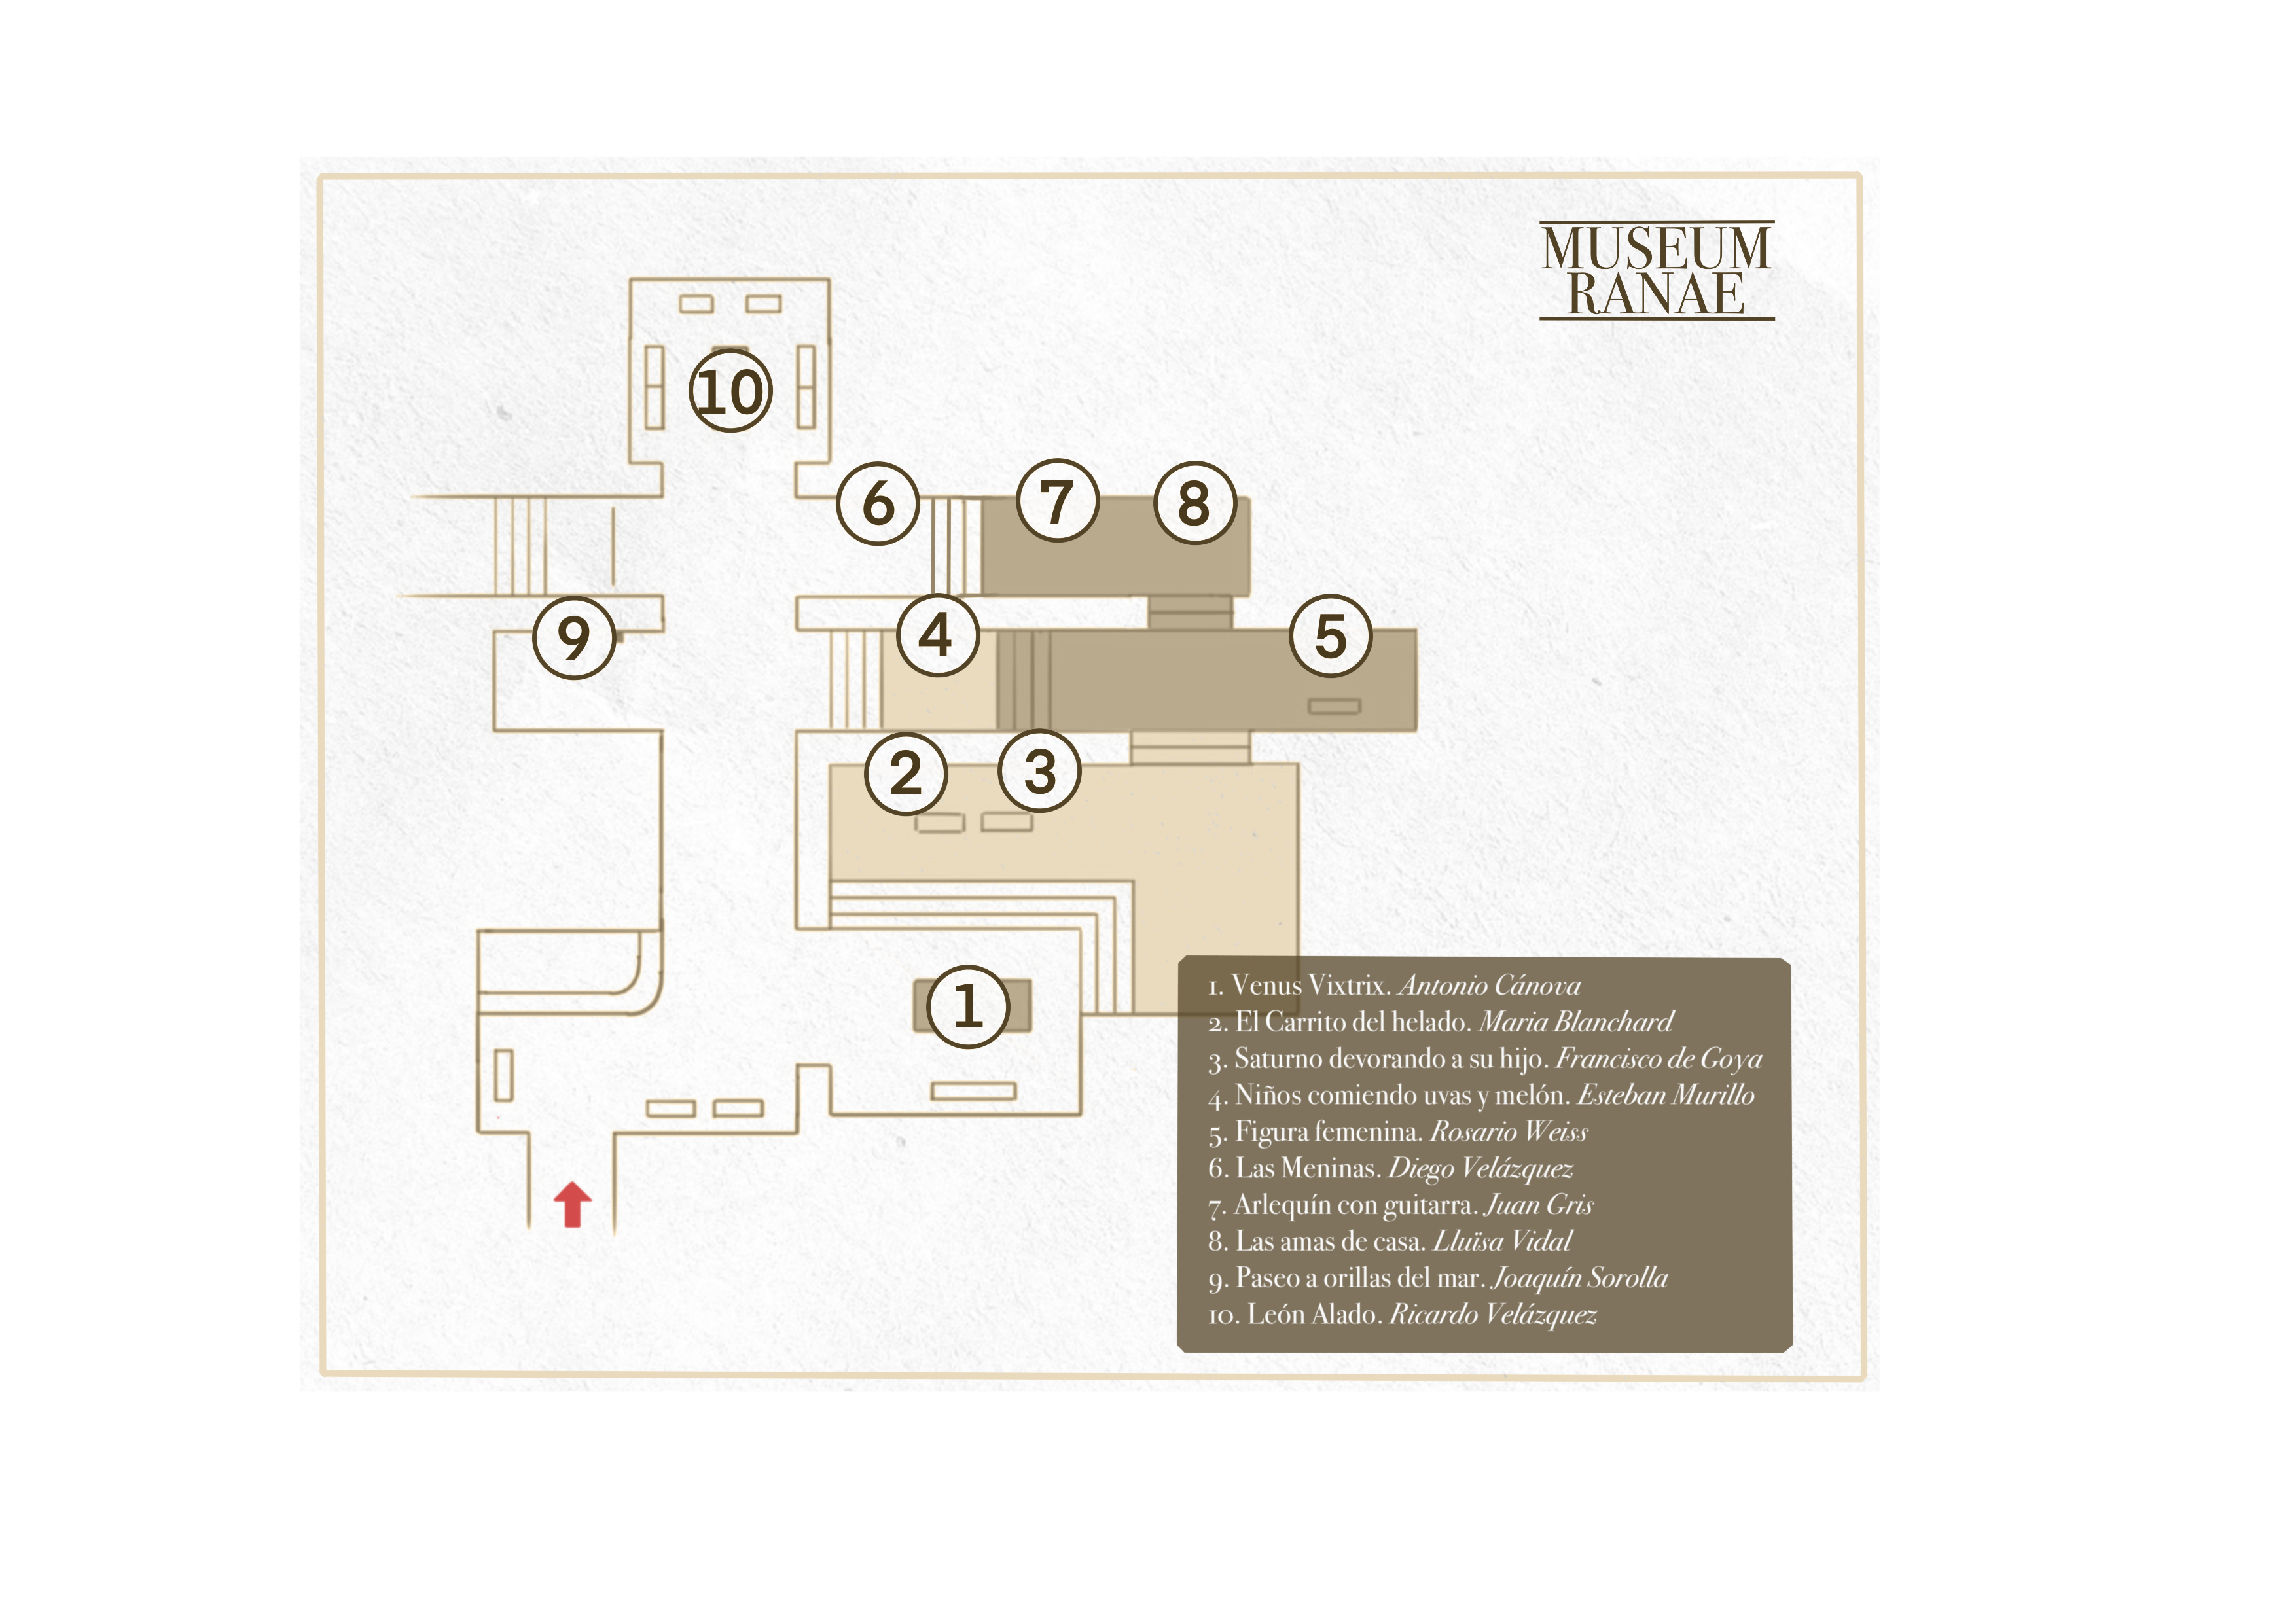 MUSEUM
RANAE
10
6
7
8
9
4
5
2
3
1
1. Venus Vixtrix. Antonio Cánova
2. El Carrito del helado. Maria Blanchard
3. Saturno devorando a su hijo. Francisco de Goya
4. Niños comiendo uvas y melón. Esteban Murillo
5. Figura femenina. Rosario Weiss
6. Las Meninas. Diego Velázquez
7. Arlequín con guitarra. Juan Gris
8. Las amas de casa. Lluïsa Vidal
9. Paseo a orillas del mar. Joaquín Sorolla
10. León Alado. Ricardo Velázquez